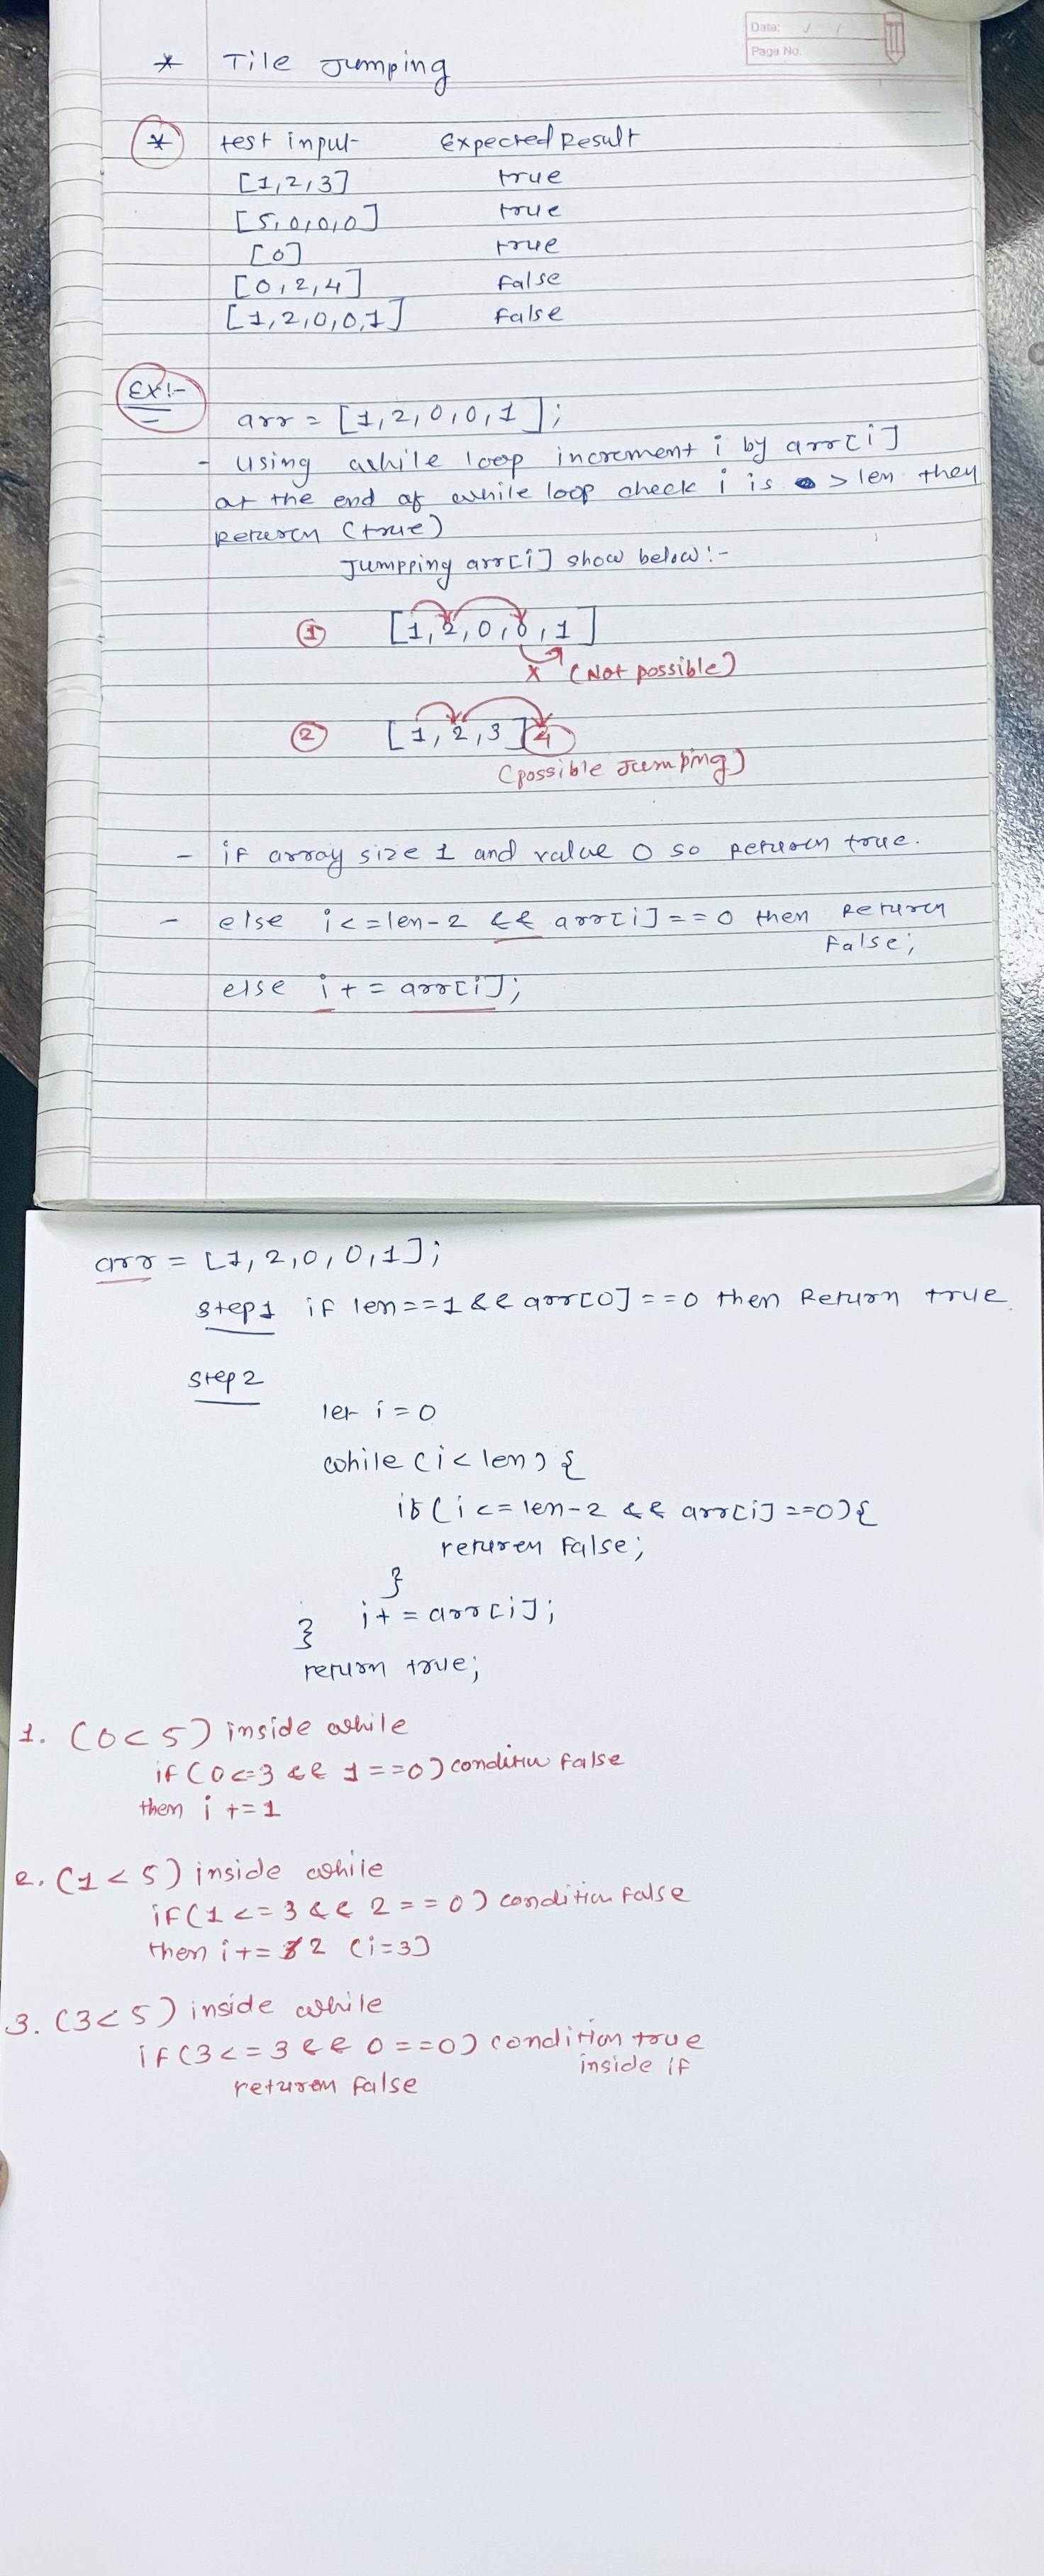 Data: / /
Page No.
* Tile Jumping
* test input Expected Result
[1,2,3] true
[5,0,0,0] true
[0] true
[0,2,4] False
[1,2,0,0,1] False
Ex:-
arr = [1,2,0,0,1];
- Using while loop increment i by arr[i]
at the end of while loop check i is > len they
Return (true)
Jumpping arr[i] show below:-
① [1,2,0,0,1]
x (Not possible)
② [1,2,3] 4
(possible Jumping)
- if array size 1 and value 0 so return true.
- else i<=len-2 && arr[i]==0 then Return
False;
else i+=arr[i];
arr = [1,2,0,0,1];
Step1 if len==1 && arr[0]==0 then Return true
Step2
let i=0
while (i<len) {
if (i<=len-2 && arr[i]==0){
return False;
}
i+=arr[i];
}
return true;
1. (0<5) inside while
if (0<=3 && 1==0) condition false
then i+=1
2. (1<5) inside while
if (1<=3 && 2==0) condition false
then i+= 2 (i=3)
3. (3<5) inside while
if (3<=3 && 0==0) condition true
inside if
return false